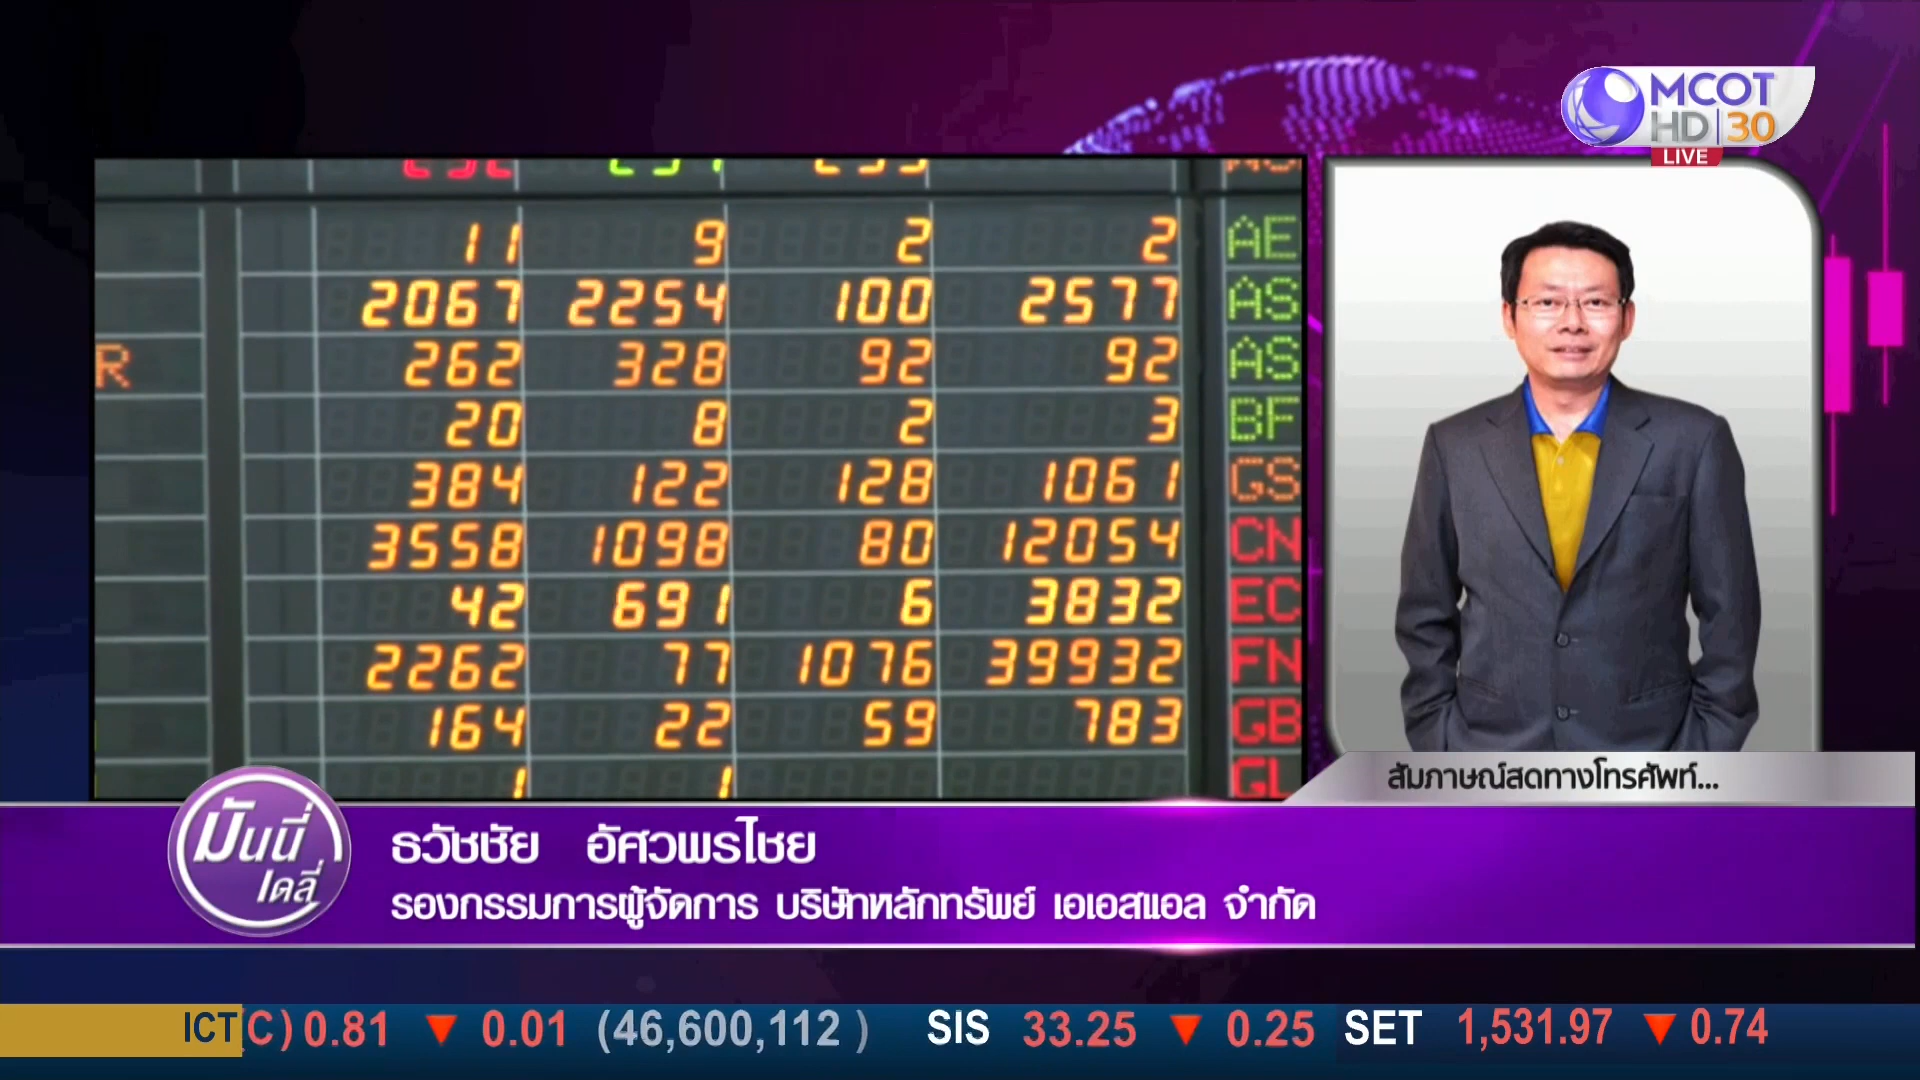 MCOT
HD 30
LIVE
11 9 2 2 AE
2067 2254 100 2577 AS
R 262 328 92 92 AS
20 8 2 3 BF
384 122 128 1061 GS
3558 1098 80 12054 CN
42 691 6 3832 EC
2262 77 1076 39932 FN
164 22 59 783 GB
1 1 GL
สัมภาษณ์สดทางโทรศัพท์...
มันนี่
เดลี่
ธวัชชัย อัศวพรไชย
รองกรรมการผู้จัดการ บริษัทหลักทรัพย์ เอเอสแอล จำกัด
ICT (C) 0.81 ▼ 0.01 (46,600,112 ) SIS 33.25 ▼ 0.25 SET 1,531.97 ▼ 0.74